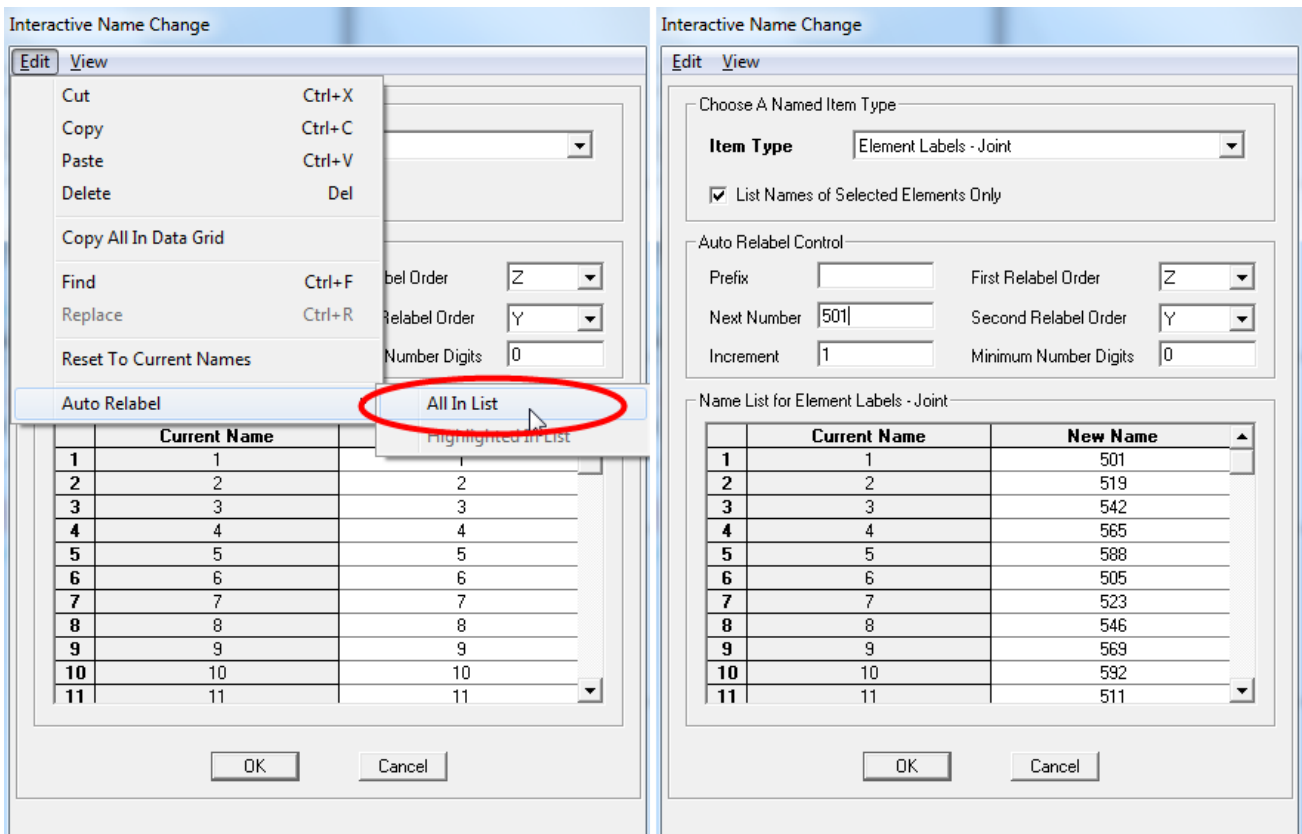 Interactive Name Change
Edit View
Cut Ctrl+X
Copy Ctrl+C
Paste Ctrl+V
Delete Del
Copy All In Data Grid
Find Ctrl+F
Replace Ctrl+R
Reset To Current Names
Auto Relabel
All In List
Highlighted In List
bel Order Z
Relabel Order Y
Number Digits 0
Current Name
1 1 1
2 2 2
3 3 3
4 4 4
5 5 5
6 6 6
7 7 7
8 8 8
9 9 9
10 10 10
11 11 11
OK Cancel
Interactive Name Change
Edit View
Choose A Named Item Type
Item Type Element Labels - Joint
List Names of Selected Elements Only
Auto Relabel Control
Prefix First Relabel Order Z
Next Number 501 Second Relabel Order Y
Increment 1 Minimum Number Digits 0
Name List for Element Labels - Joint
Current Name New Name
1 1 501
2 2 519
3 3 542
4 4 565
5 5 588
6 6 505
7 7 523
8 8 546
9 9 569
10 10 592
11 11 511
OK Cancel